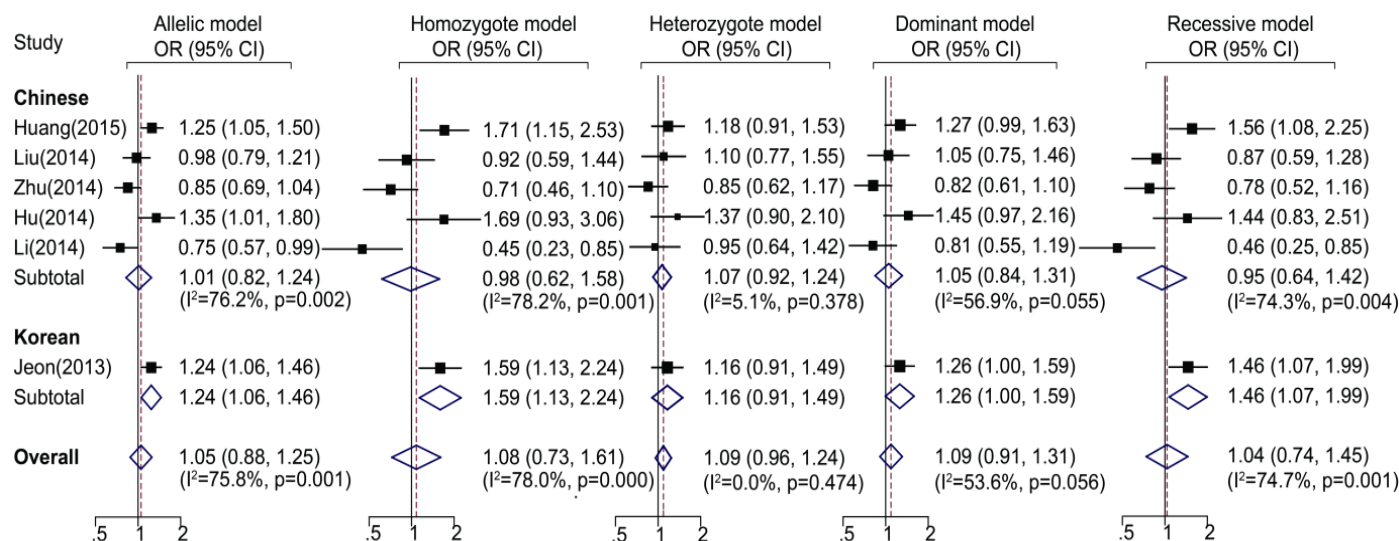 Study Allelic model Homozygote model Heterozygote model Dominant model Recessive model
OR (95% CI) OR (95% CI) OR (95% CI) OR (95% CI) OR (95% CI)
Chinese
Huang(2015) 1.25 (1.05, 1.50) 1.71 (1.15, 2.53) 1.18 (0.91, 1.53) 1.27 (0.99, 1.63) 1.56 (1.08, 2.25)
Liu(2014) 0.98 (0.79, 1.21) 0.92 (0.59, 1.44) 1.10 (0.77, 1.55) 1.05 (0.75, 1.46) 0.87 (0.59, 1.28)
Zhu(2014) 0.85 (0.69, 1.04) 0.71 (0.46, 1.10) 0.85 (0.62, 1.17) 0.82 (0.61, 1.10) 0.78 (0.52, 1.16)
Hu(2014) 1.35 (1.01, 1.80) 1.69 (0.93, 3.06) 1.37 (0.90, 2.10) 1.45 (0.97, 2.16) 1.44 (0.83, 2.51)
Li(2014) 0.75 (0.57, 0.99) 0.45 (0.23, 0.85) 0.95 (0.64, 1.42) 0.81 (0.55, 1.19) 0.46 (0.25, 0.85)
Subtotal 1.01 (0.82, 1.24) 0.98 (0.62, 1.58) 1.07 (0.92, 1.24) 1.05 (0.84, 1.31) 0.95 (0.64, 1.42)
(I²=76.2%, p=0.002) (I²=78.2%, p=0.001) (I²=5.1%, p=0.378) (I²=56.9%, p=0.055) (I²=74.3%, p=0.004)
Korean
Jeon(2013) 1.24 (1.06, 1.46) 1.59 (1.13, 2.24) 1.16 (0.91, 1.49) 1.26 (1.00, 1.59) 1.46 (1.07, 1.99)
Subtotal 1.24 (1.06, 1.46) 1.59 (1.13, 2.24) 1.16 (0.91, 1.49) 1.26 (1.00, 1.59) 1.46 (1.07, 1.99)
Overall 1.05 (0.88, 1.25) 1.08 (0.73, 1.61) 1.09 (0.96, 1.24) 1.09 (0.91, 1.31) 1.04 (0.74, 1.45)
(I²=75.8%, p=0.001) (I²=78.0%, p=0.000) (I²=0.0%, p=0.474) (I²=53.6%, p=0.056) (I²=74.7%, p=0.001)
.5 1 2 .5 1 2 .5 1 2 .5 1 2 .5 1 2